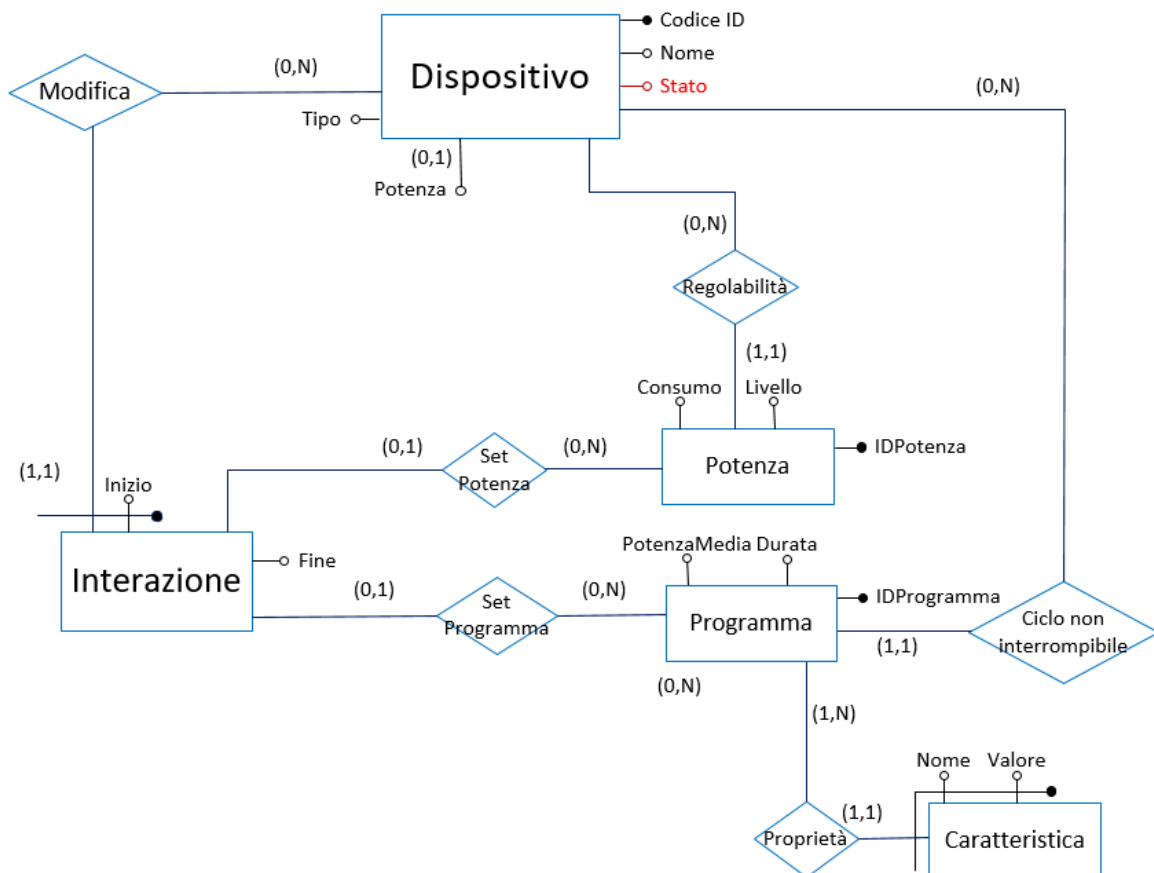 Codice ID
Nome
Stato
Dispositivo
(0,N)
(0,N)
Modifica
Tipo
(0,1)
Potenza
(0,N)
Regolabilità
(1,1)
Consumo
Livello
(0,1)
Set
Potenza
(0,N)
Potenza
IDPotenza
(1,1)
Inizio
Interazione
Fine
PotenzaMedia
Durata
(0,1)
Set
Programma
(0,N)
Programma
IDProgramma
(1,1)
Ciclo non
interrompibile
(0,N)
(1,N)
Nome
Valore
Proprietà
(1,1)
Caratteristica